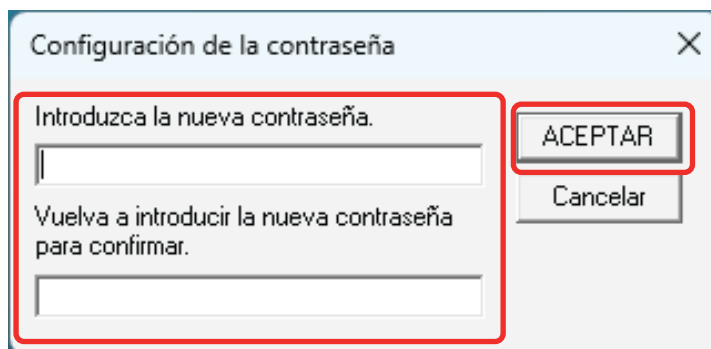 Configuración de la contraseña
Introduzca la nueva contraseña.
ACEPTAR
Cancelar
Vuelva a introducir la nueva contraseña
para confirmar.